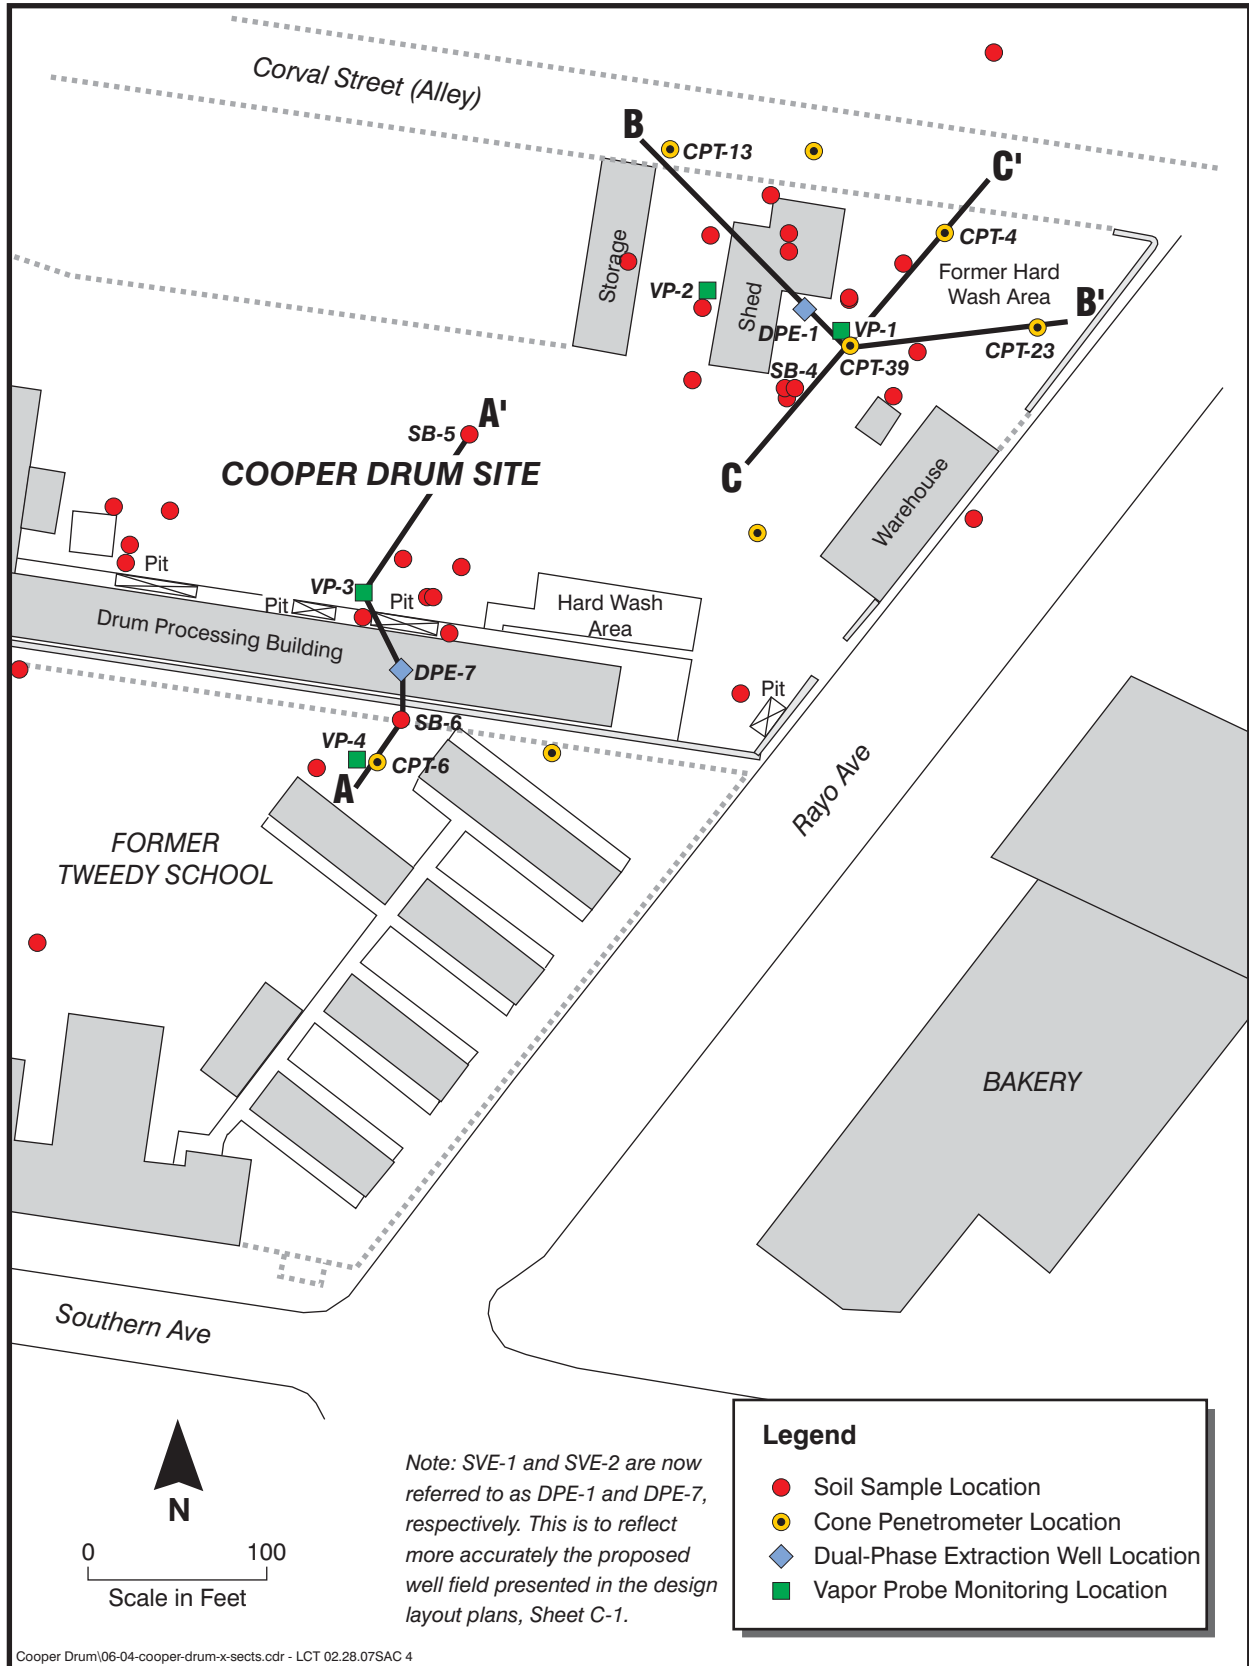 Corval Street (Alley)
B
CPT-13
C'
CPT-4
Storage
Former Hard
Wash Area
VP-2
Shed
B'
DPE-1
VP-1
CPT-23
SB-4
CPT-39
A'
SB-5
C
COOPER DRUM SITE
Warehouse
Pit
VP-3
Pit
Pit
Hard Wash
Area
Drum Processing Building
DPE-7
Pit
SB-6
VP-4
CPT-6
A
Rayo Ave
FORMER
TWEEDY SCHOOL
BAKERY
Southern Ave
N
0 100
Scale in Feet
Note: SVE-1 and SVE-2 are now
referred to as DPE-1 and DPE-7,
respectively. This is to reflect
more accurately the proposed
well field presented in the design
layout plans, Sheet C-1.
Legend
Soil Sample Location
Cone Penetrometer Location
Dual-Phase Extraction Well Location
Vapor Probe Monitoring Location
Cooper Drum\06-04-cooper-drum-x-sects.cdr - LCT 02.28.07SAC 4